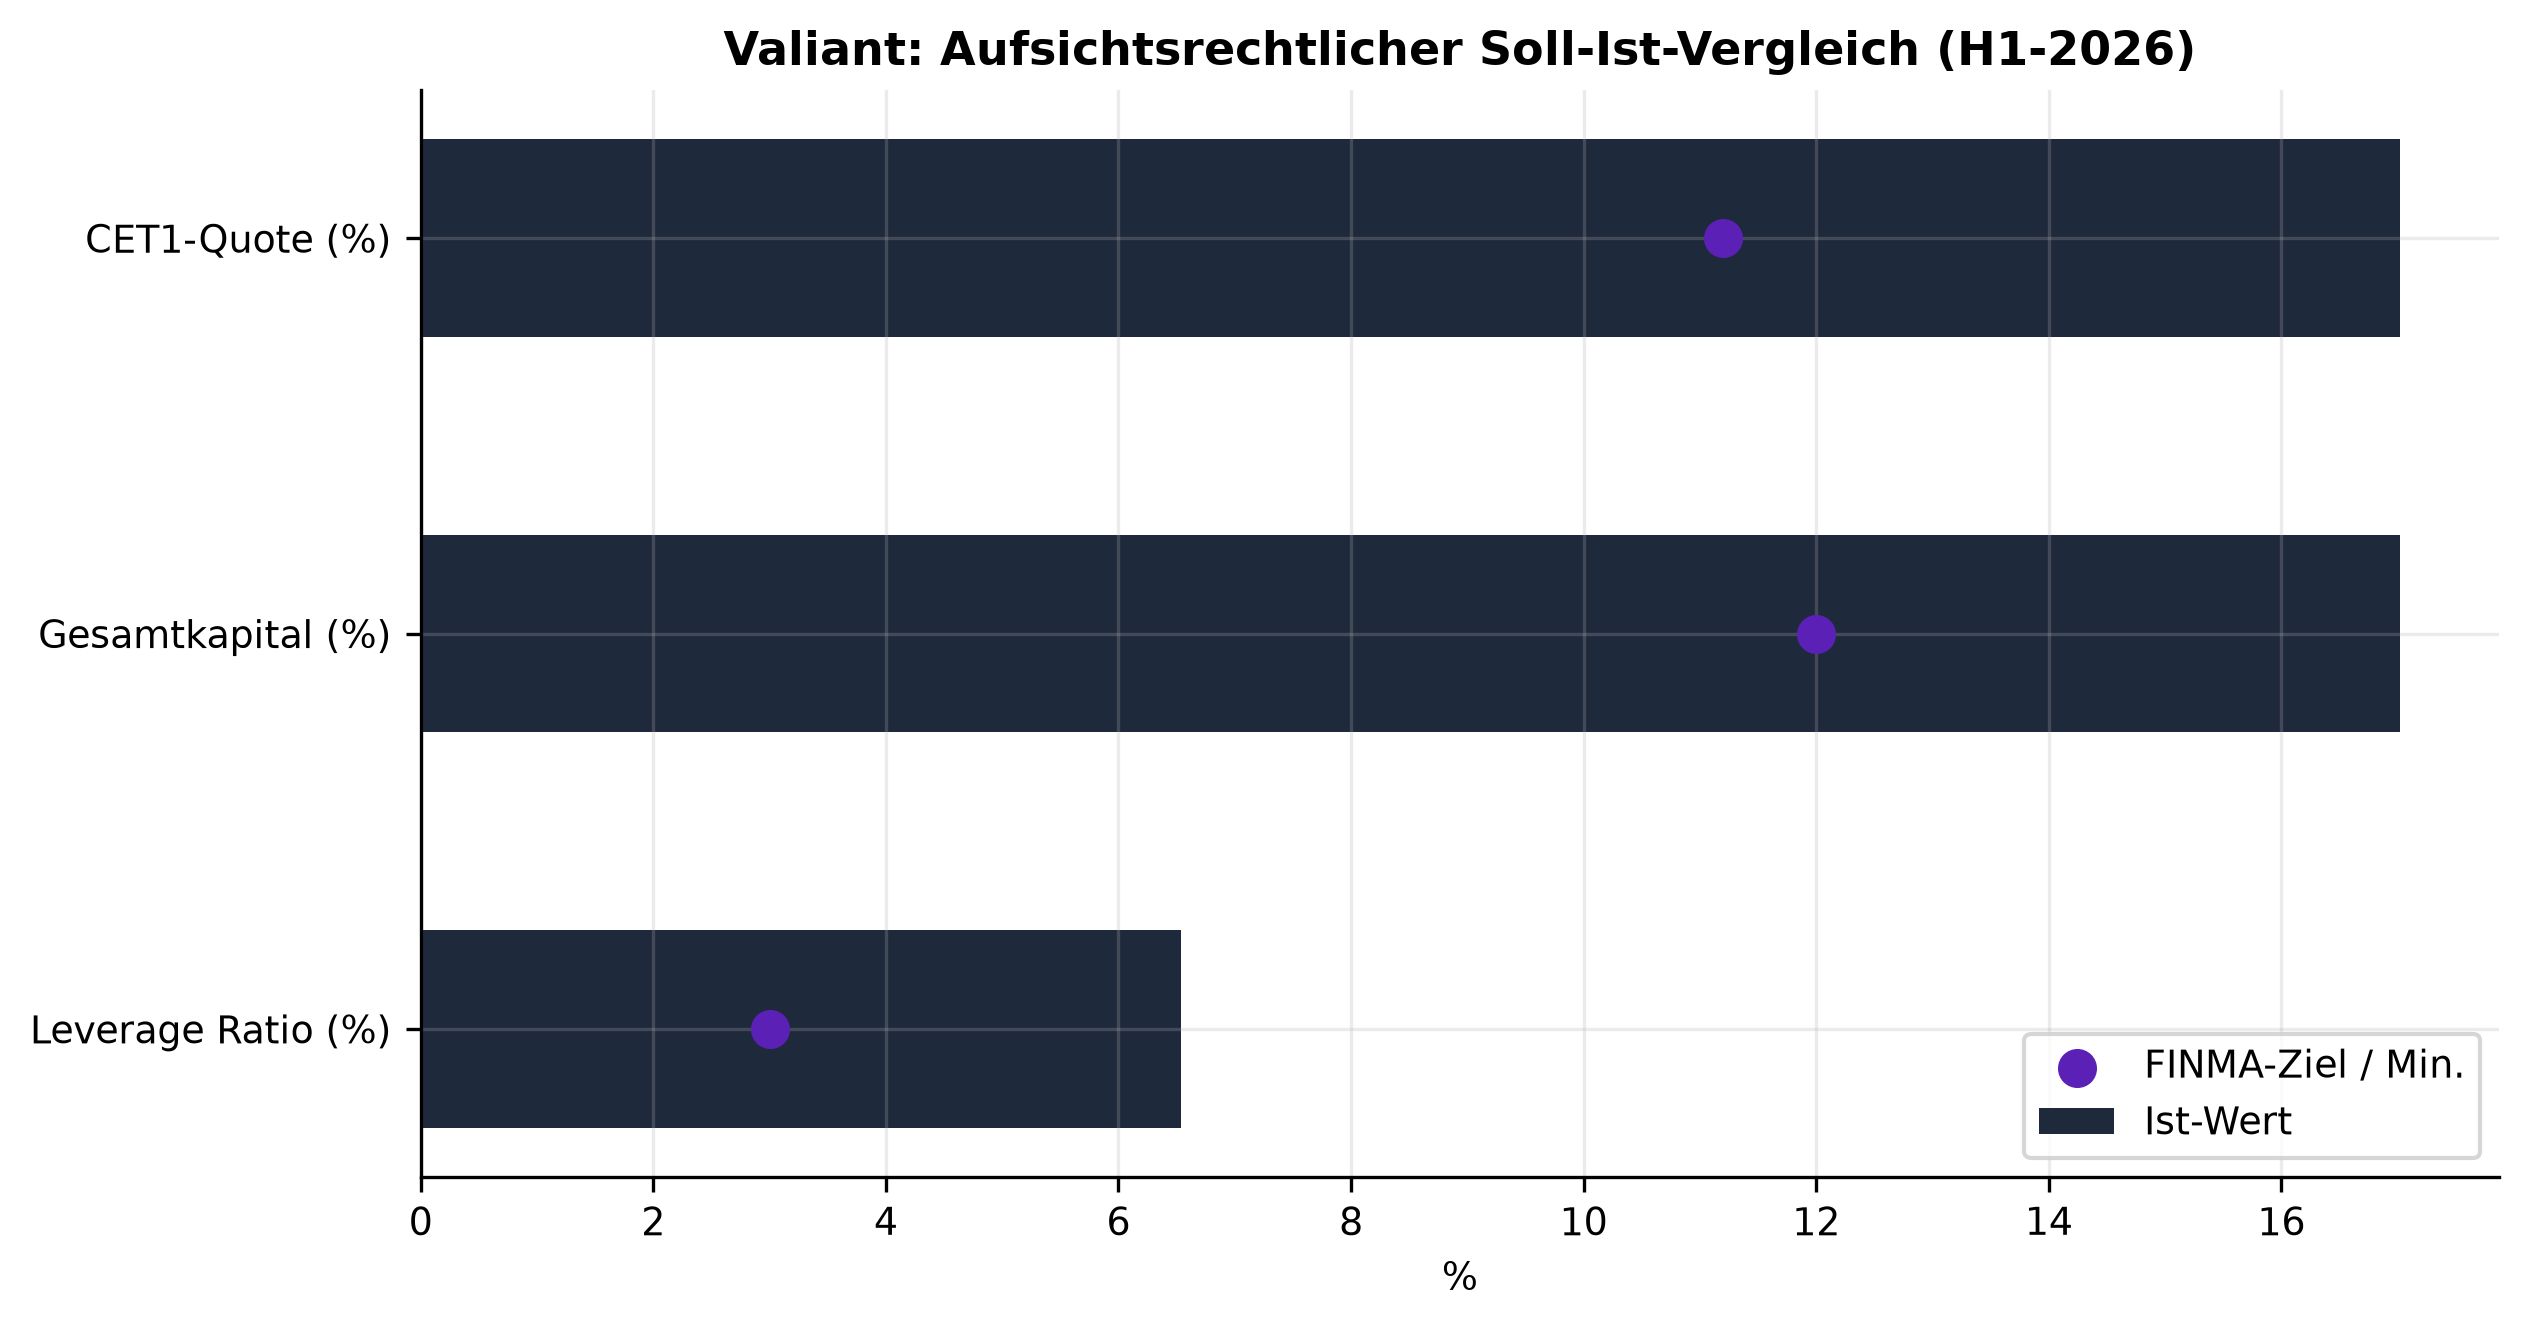 Valiant: Aufsichtsrechtlicher Soll-Ist-Vergleich (H1-2026)
CET1-Quote (%)
Gesamtkapital (%)
Leverage Ratio (%)
FINMA-Ziel / Min.
Ist-Wert
0 2 4 6 8 10 12 14 16
%